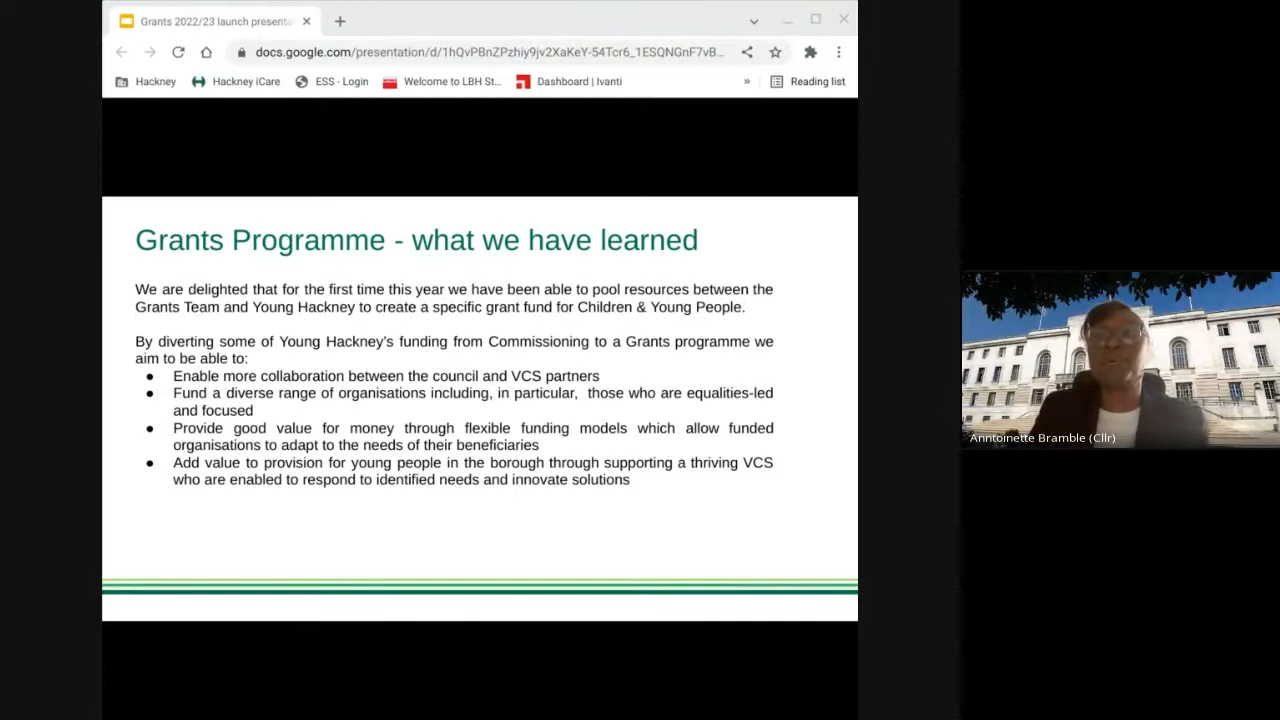 Grants 2022/23 launch presenta
docs.google.com/presentation/d/1hQvPBnZPzhiy9jv2XaKeY-54Tcr6_1ESQNGnF7vB...
Hackney
Hackney iCare
ESS - Login
Welcome to LBH St...
Dashboard | Ivanti
»
Reading list
Grants Programme - what we have learned
We are delighted that for the first time this year we have been able to pool resources between the
Grants Team and Young Hackney to create a specific grant fund for Children & Young People.
By diverting some of Young Hackney's funding from Commissioning to a Grants programme we
aim to be able to:
● Enable more collaboration between the council and VCS partners
● Fund a diverse range of organisations including, in particular, those who are equalities-led
and focused
● Provide good value for money through flexible funding models which allow funded
organisations to adapt to the needs of their beneficiaries
● Add value to provision for young people in the borough through supporting a thriving VCS
who are enabled to respond to identified needs and innovate solutions
Anntoinette Bramble (Cllr)